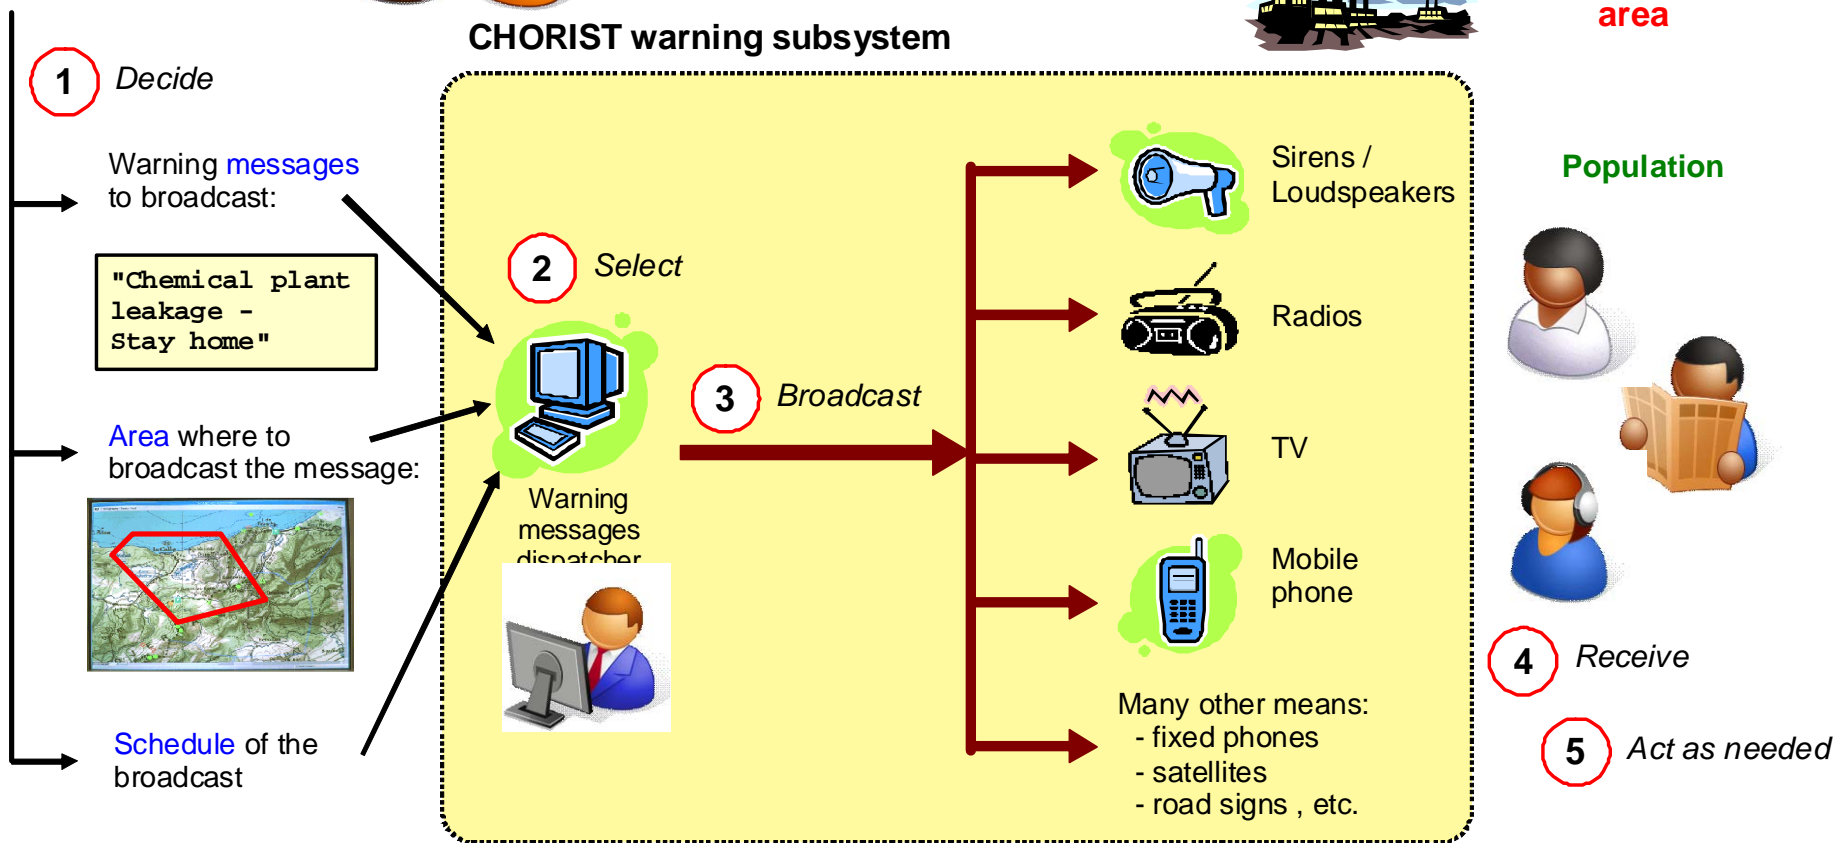 area
CHORIST warning subsystem
1 Decide
Warning messages
to broadcast:
"Chemical plant
leakage -
Stay home"
Area where to
broadcast the message:
Schedule of the
broadcast
2 Select
Warning
messages
dispatcher
3 Broadcast
Sirens /
Loudspeakers
Radios
TV
Mobile
phone
Many other means:
- fixed phones
- satellites
- road signs , etc.
Population
4 Receive
5 Act as needed